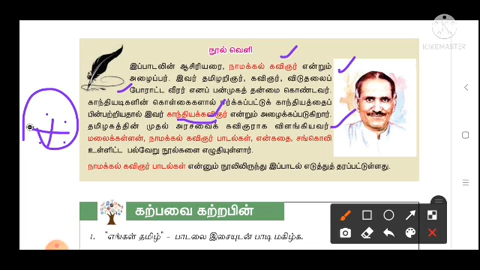 KINEMASTER
நூல் வெளி
இப்பாடலின் ஆசிரியரை, நாமக்கல் கவிஞர் என்றும்
அழைப்பர். இவர் தமிழறிஞர், கவிஞர், விடுதலைப்
போராட்ட வீரர் எனப் பன்முகத் தன்மை கொண்டவர்.
காந்தியடிகளின் கொள்கைகளால் ஈர்க்கப்பட்டுக் காந்தியத்தைப்
பின்பற்றியதால் இவர் காந்தியக்கவிஞர் என்றும் அழைக்கப்படுகிறார்.
தமிழகத்தின் முதல் அரசவைக் கவிஞராக விளங்கியவர்
மலைக்கள்ளன், நாமக்கல் கவிஞர் பாடல்கள், என்கதை, சங்கொலி
உள்ளிட்ட பல்வேறு நூல்களை எழுதியுள்ளார்.
நாமக்கல் கவிஞர் பாடல்கள் என்னும் நூலிலிருந்து இப்பாடல் எடுத்துத் தரப்பட்டுள்ளது.
கற்பவை கற்றபின்
1. "எங்கள் தமிழ்" - பாடலை இசையுடன் பாடி மகிழ்க.